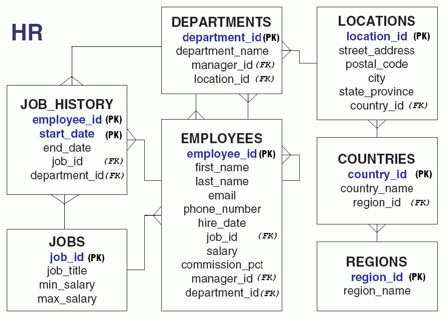 HR
DEPARTMENTS
department_id (PK)
department_name
manager_id (FK)
location_id (FK)
LOCATIONS
location_id (PK)
street_address
postal_code
city
state_province
country_id (FK)
JOB_HISTORY
employee_id (PK)
start_date (PK)
end_date
job_id (FK)
department_id (FK)
EMPLOYEES
employee_id (PK)
first_name
last_name
email
phone_number
hire_date
job_id (FK)
salary
commission_pct
manager_id (FK)
department_id (FK)
COUNTRIES
country_id (PK)
country_name
region_id (FK)
JOBS
job_id (PK)
job_title
min_salary
max_salary
REGIONS
region_id (PK)
region_name